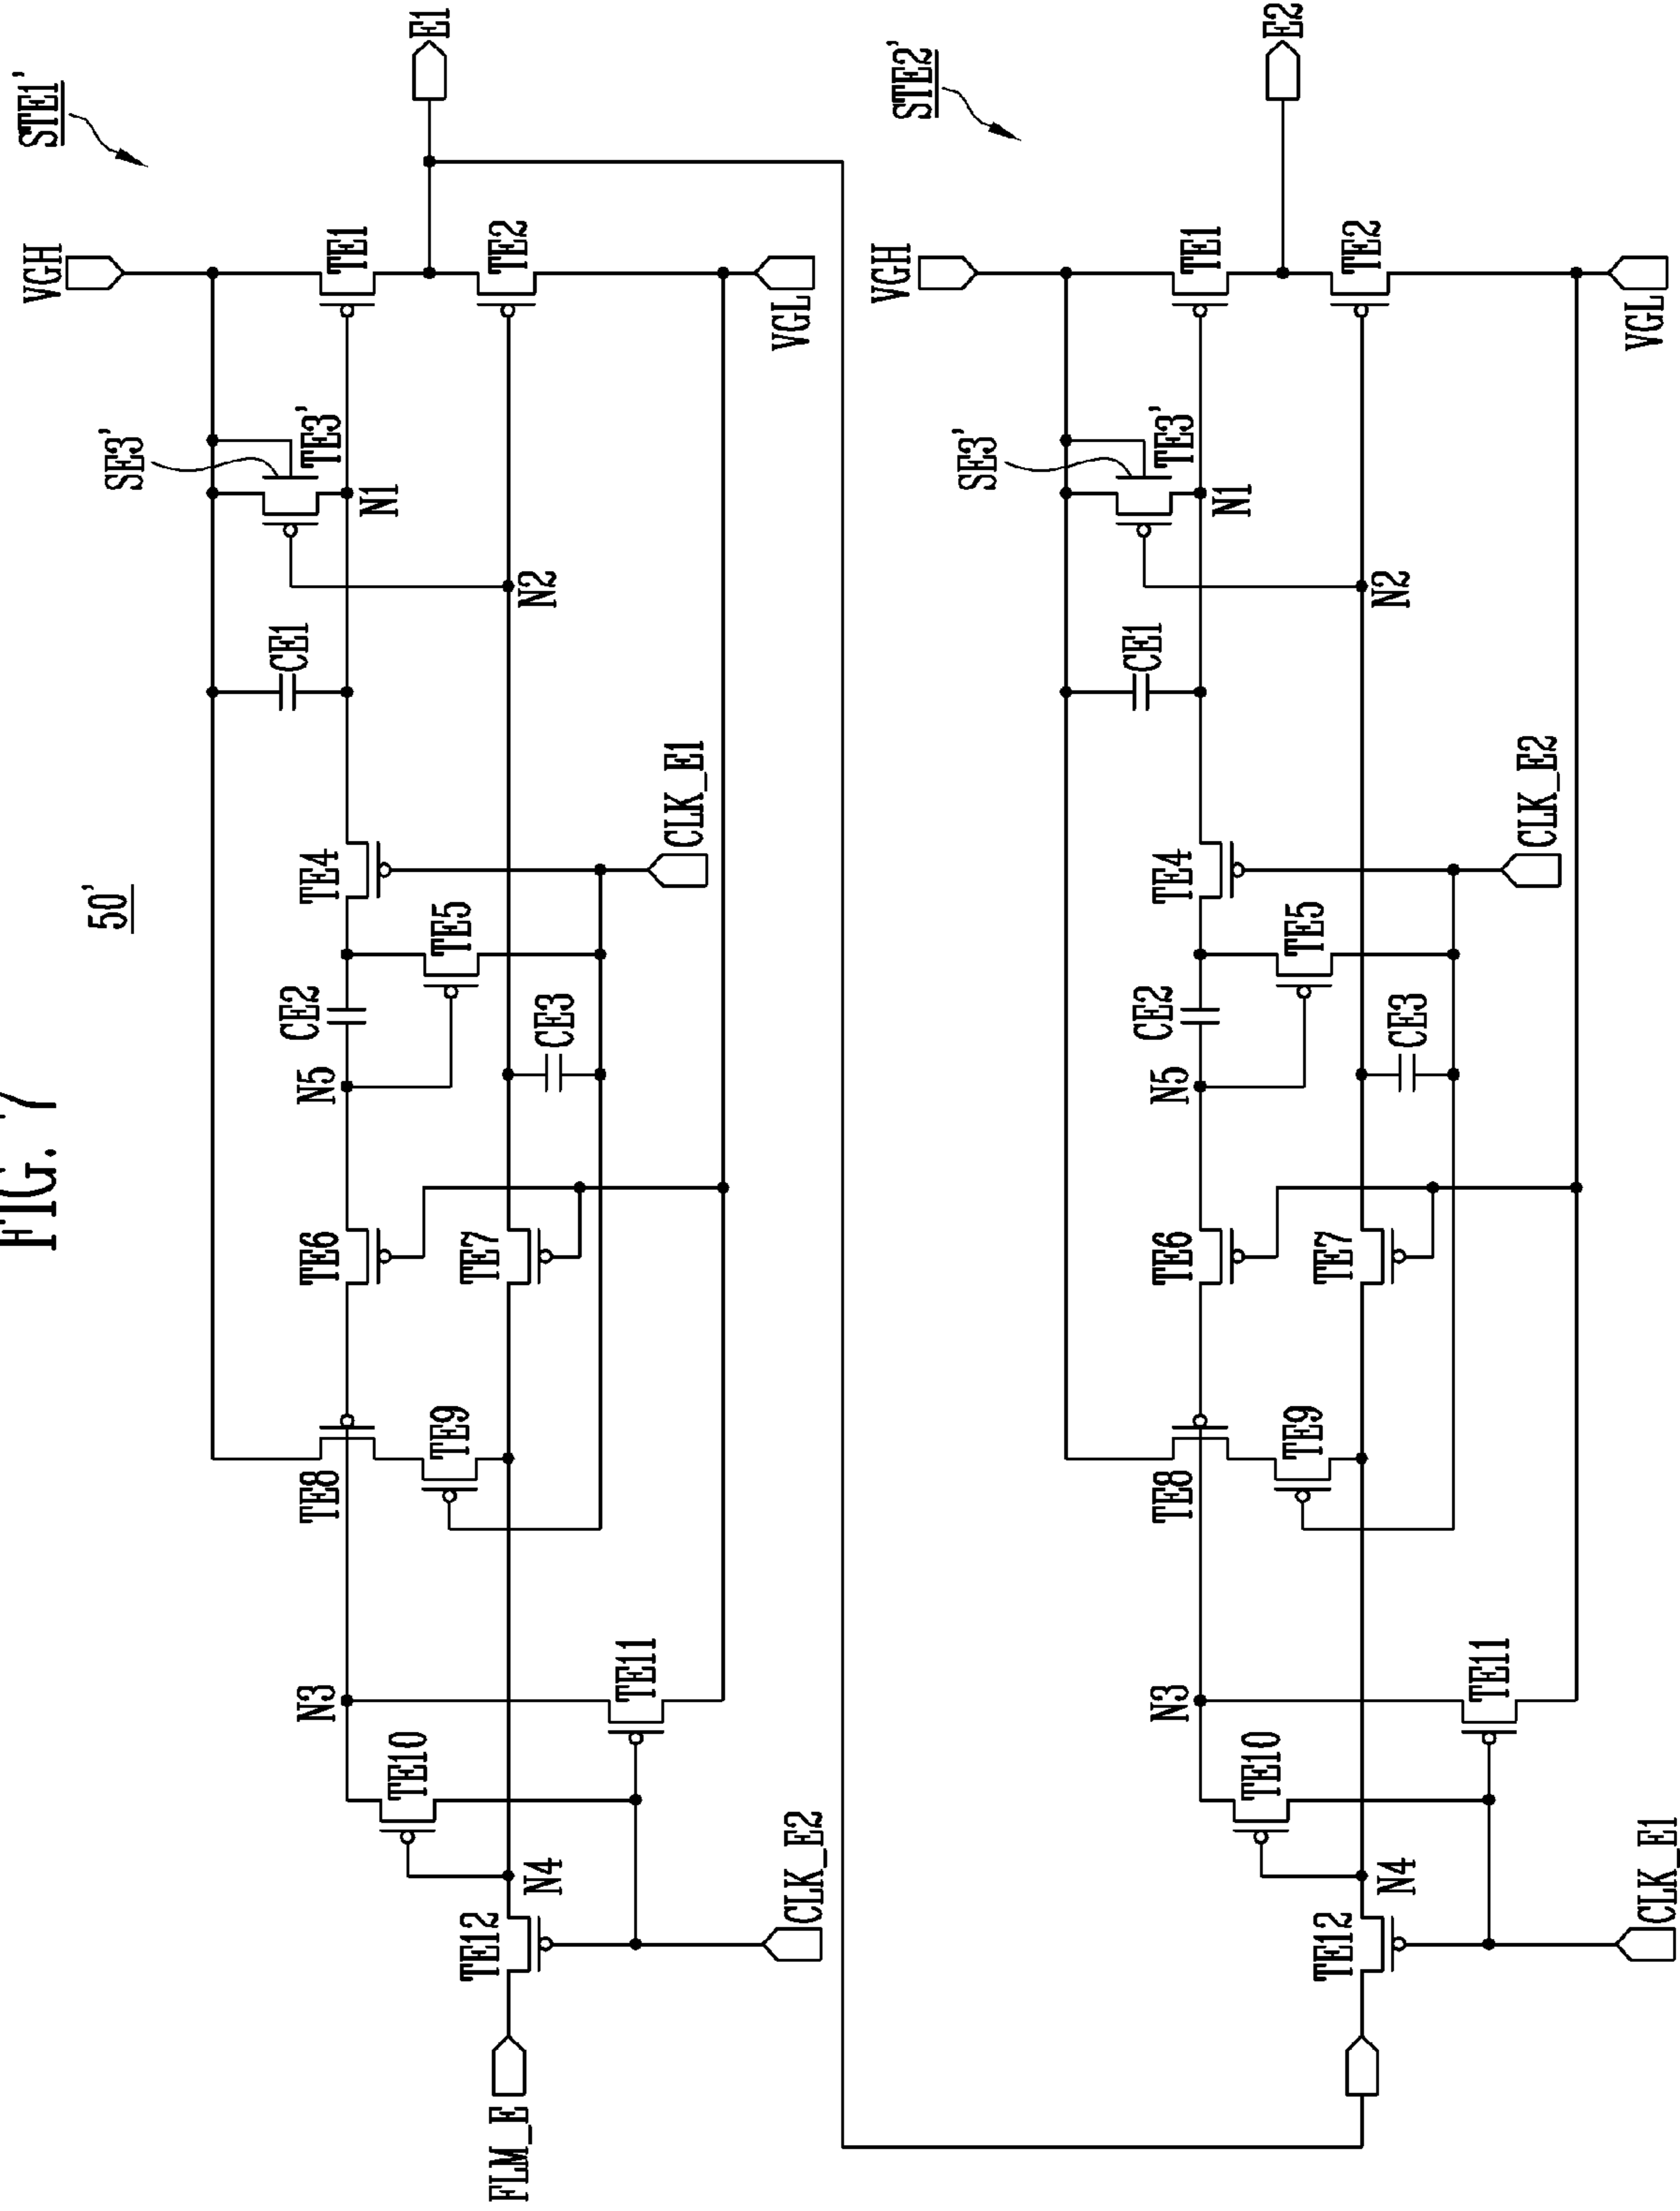 FIG. 7
50'
STE1'
VGH
SE3'
TE3'
TE1
E1
CE1
N1
TE4
CE2
N5
TE6
TE8
N3
TE5
TE2
N2
CE3
TE7
TE9
TE10
TE11
N4
TE12
FLM_E
CLK_E1
CLK_E2
VGL
STE2'
VGH
SE3'
TE3'
TE1
E2
CE1
N1
TE4
CE2
N5
TE6
TE8
N3
TE5
TE2
N2
CE3
TE7
TE9
TE10
TE11
N4
TE12
CLK_E2
CLK_E1
VGL